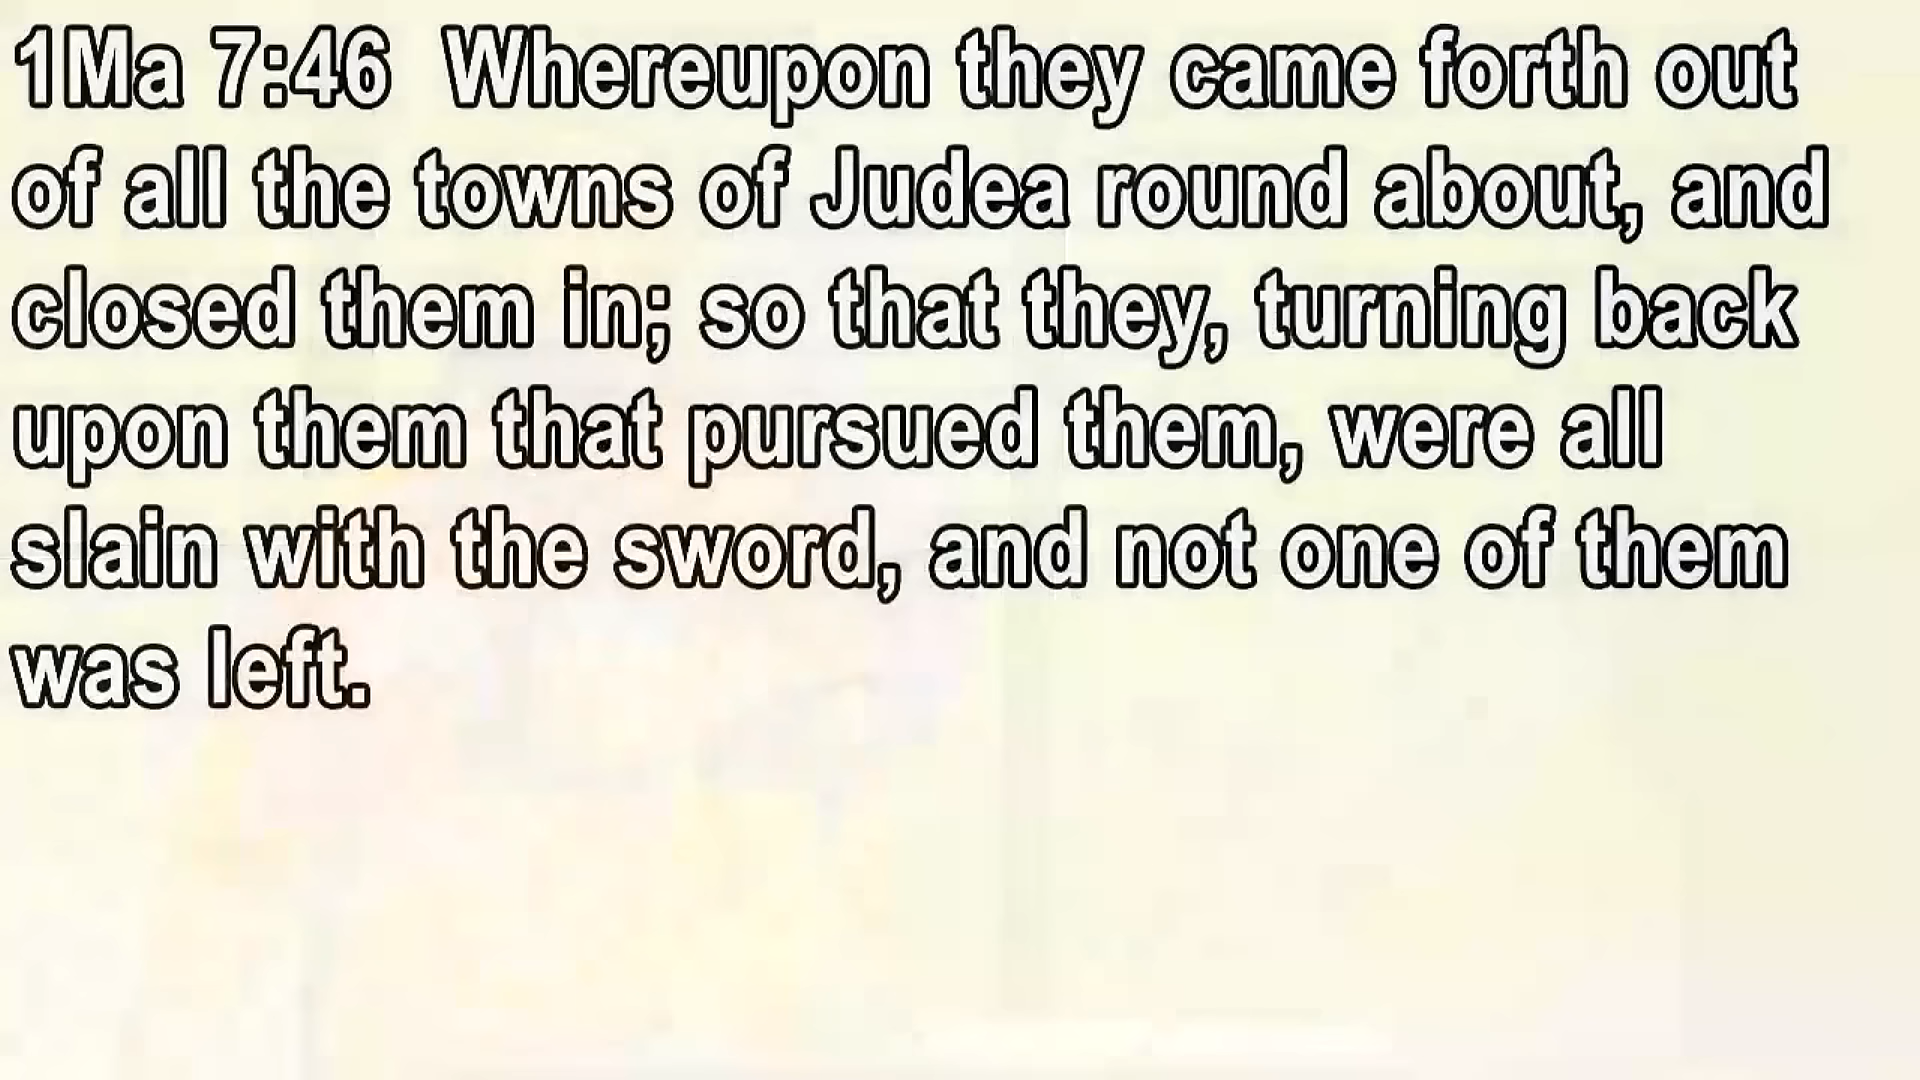 1Ma 7:46  Whereupon they came forth out
of all the towns of Judea round about, and
closed them in; so that they, turning back
upon them that pursued them, were all
slain with the sword, and not one of them
was left.